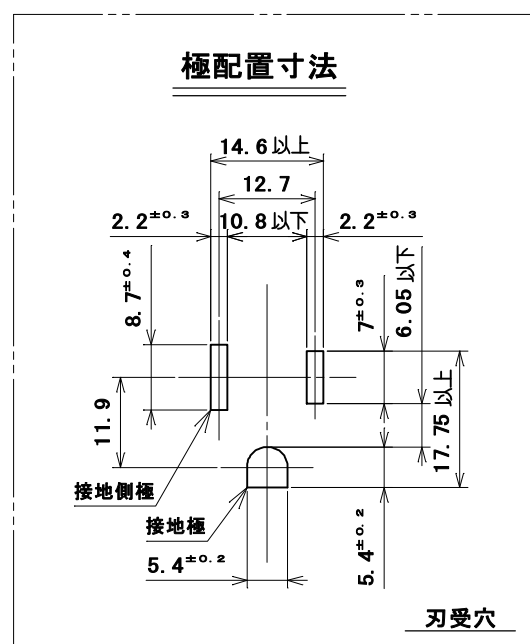 極配置寸法
14.6以上
12.7
2.2±0.3
10.8以下
2.2±0.3
8.7±0.4
7±0.3
6.05以下
11.9
17.75以上
接地側極
接地極
5.4±0.2
5.4±0.2
刃受穴